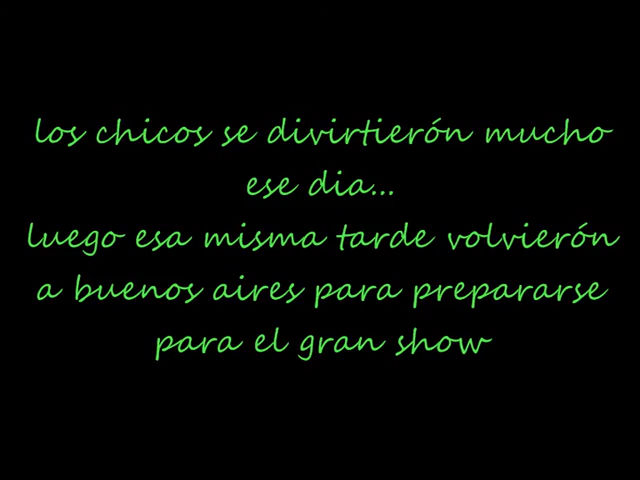 los chicos se divirtierón mucho
ese dia...
luego esa misma tarde volvierón
a buenos aires para prepararse
para el gran show